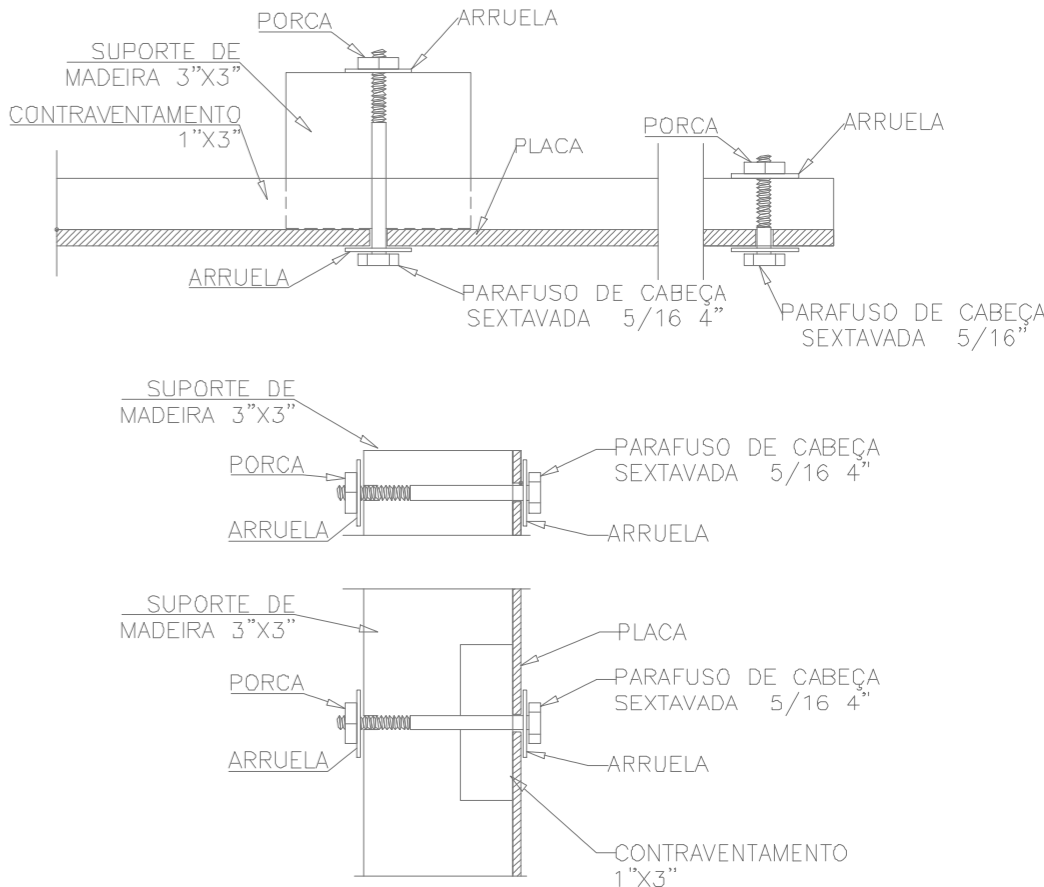 PORCA
ARRUELA
SUPORTE DE
MADEIRA 3"X3"
CONTRAVENTAMENTO
1"X3"
PLACA
PORCA
ARRUELA
ARRUELA
PARAFUSO DE CABEÇA
SEXTAVADA 5/16 4"
PARAFUSO DE CABEÇA
SEXTAVADA 5/16"
SUPORTE DE
MADEIRA 3"X3"
PORCA
PARAFUSO DE CABEÇA
SEXTAVADA 5/16 4"
ARRUELA
ARRUELA
SUPORTE DE
MADEIRA 3"X3"
PLACA
PORCA
PARAFUSO DE CABEÇA
SEXTAVADA 5/16 4"
ARRUELA
ARRUELA
CONTRAVENTAMENTO
1"X3"